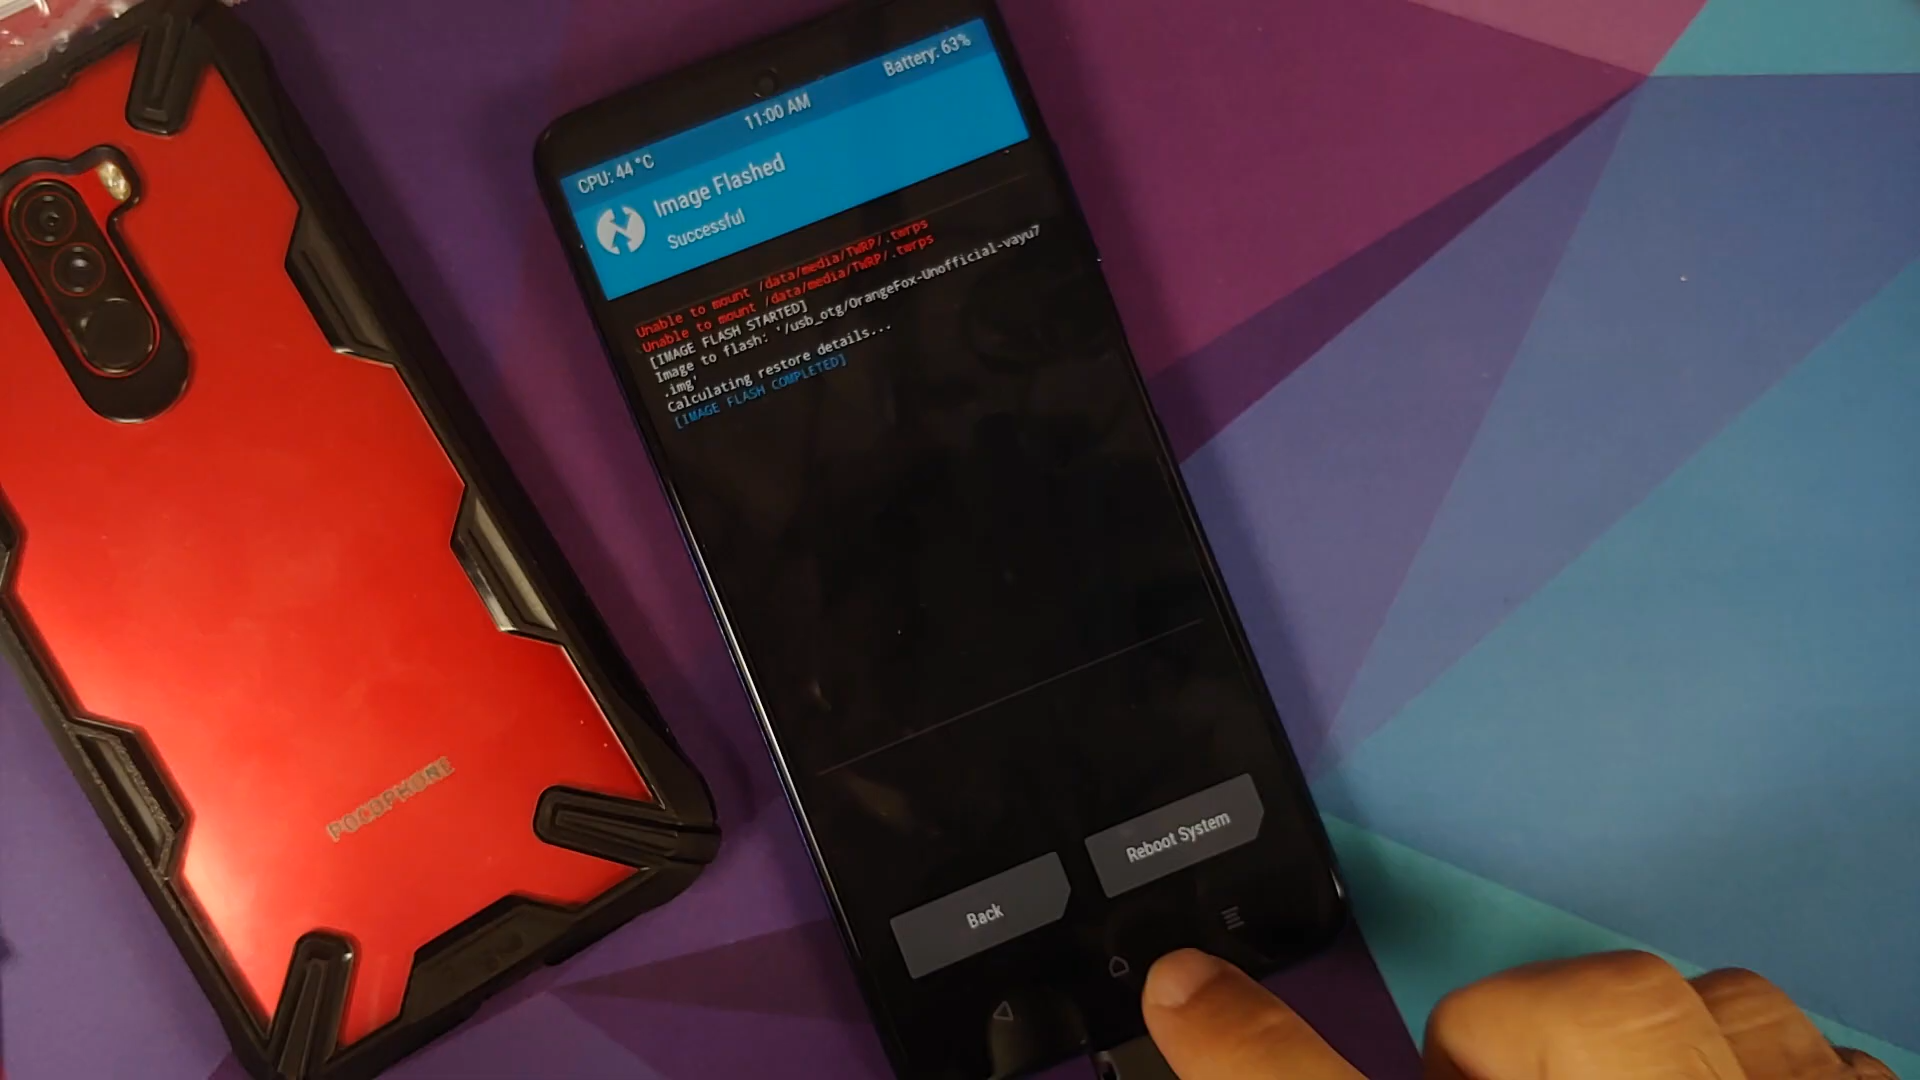 CPU: 44 °C
11:00 AM
Battery: 63%
Image Flashed
Successful
Unable to mount /data/media/TWRP/.twrps
Unable to mount /data/media/TWRP/.twrps
[IMAGE FLASH STARTED]
Image to flash: '/usb_otg/OrangeFox-Unofficial-vayu7
.img'
Calculating restore details...
[IMAGE FLASH COMPLETED]
Back
Reboot System
POCOPHONE